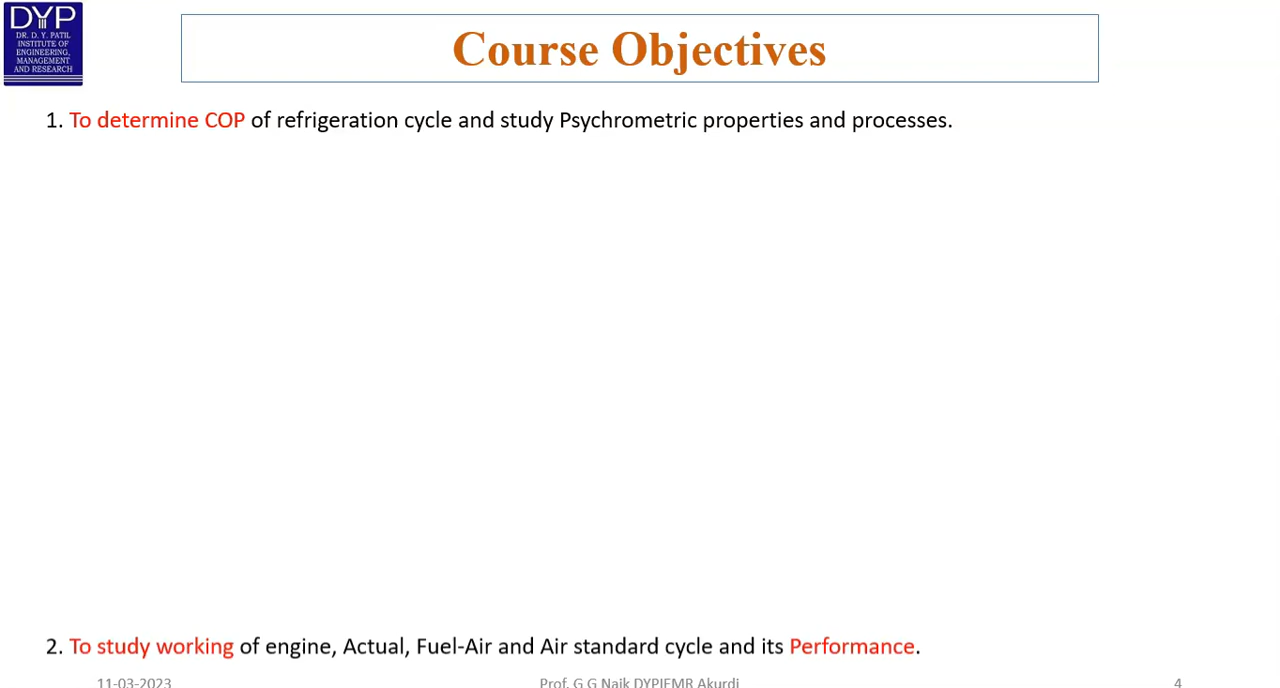 DYP
DR. D. Y. PATIL
INSTITUTE OF
ENGINEERING,
MANAGEMENT
AND RESEARCH
Course Objectives
1. To determine COP of refrigeration cycle and study Psychrometric properties and processes.
2. To study working of engine, Actual, Fuel-Air and Air standard cycle and its Performance.
11-03-2023
Prof. G G Naik DYPIEMR Akurdi
4